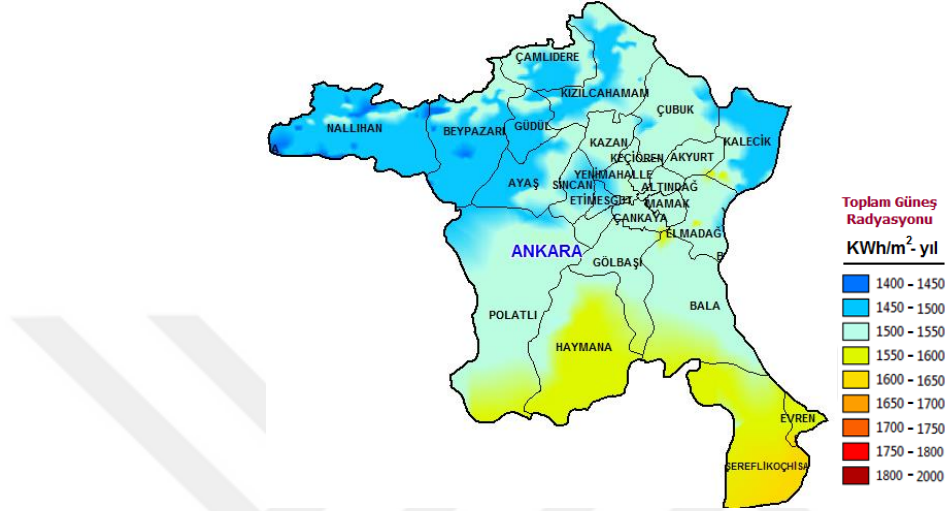 ÇAMLIDERE
KIZILCAHAMAM
ÇUBUK
NALLIHAN
BEYPAZARI
GÜDÜL
KAZAN
KALECİK
KEÇİÖREN
AKYURT
AYAŞ
SİNCAN
YENİMAHALLE
ALTINDAĞ
ETİMESGUT
MAMAK
ÇANKAYA
ELMADAĞ
ANKARA
GÖLBAŞI
B
A
POLATLI
BALA
HAYMANA
EVREN
ŞEREFLİKOÇHİSA
Toplam Güneş
Radyasyonu
KWh/m²- yıl
1400 - 1450
1450 - 1500
1500 - 1550
1550 - 1600
1600 - 1650
1650 - 1700
1700 - 1750
1750 - 1800
1800 - 2000